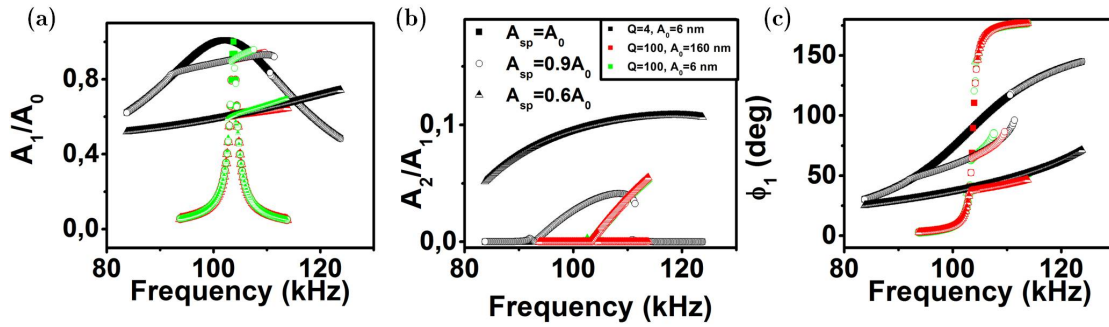 (a)
A1/A0
0,8
0,4
0,0
100
120
Frequency (kHz)
(b)
A2/A1
0,1
0,0
80
100
120
Frequency (kHz)
Asp=A0
Asp=0.9A0
Asp=0.6A0
Q=4, A0=6 nm
Q=100, A0=160 nm
Q=100, A0=6 nm
(c)
ϕ1 (deg)
150
100
50
0
80
100
120
Frequency (kHz)